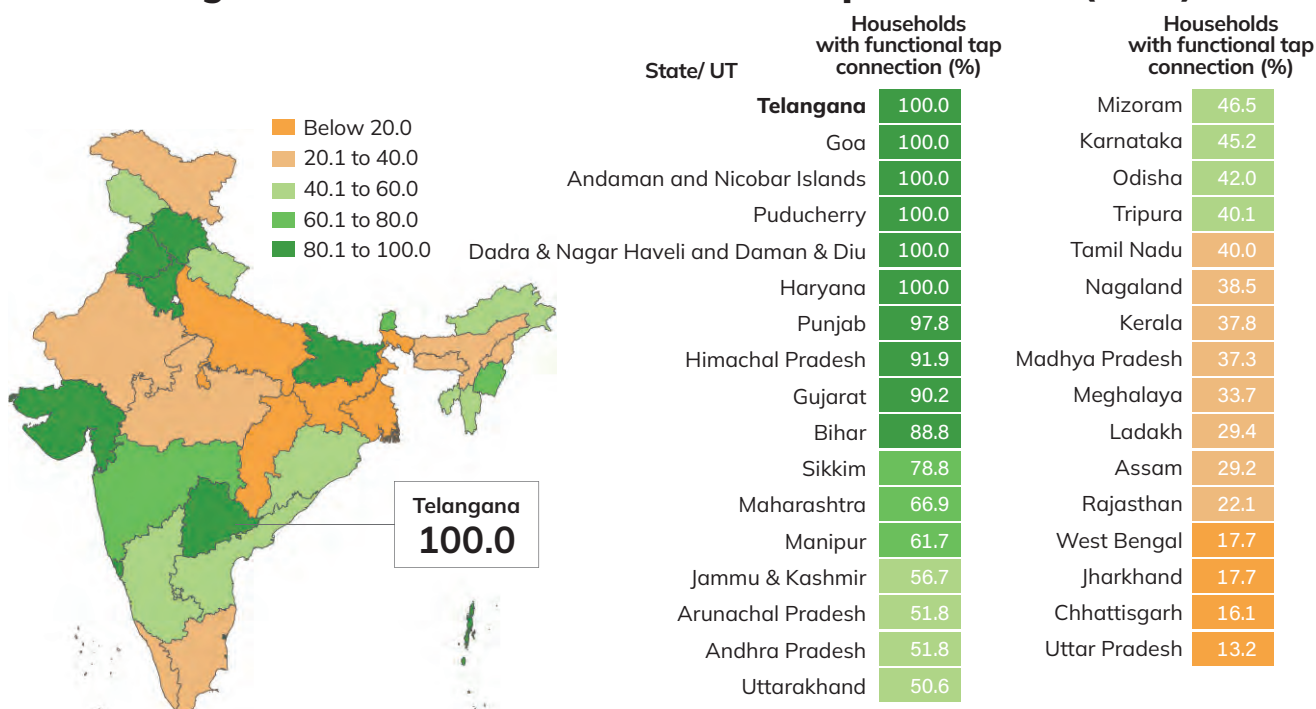 Households
with functional tap
connection (%)
State/ UT
Telangana 100.0
Goa 100.0
Andaman and Nicobar Islands 100.0
Puducherry 100.0
Dadra & Nagar Haveli and Daman & Diu 100.0
Haryana 100.0
Punjab 97.8
Himachal Pradesh 91.9
Gujarat 90.2
Bihar 88.8
Sikkim 78.8
Maharashtra 66.9
Manipur 61.7
Jammu & Kashmir 56.7
Arunachal Pradesh 51.8
Andhra Pradesh 51.8
Uttarakhand 50.6
Households
with functional tap
connection (%)
Mizoram 46.5
Karnataka 45.2
Odisha 42.0
Tripura 40.1
Tamil Nadu 40.0
Nagaland 38.5
Kerala 37.8
Madhya Pradesh 37.3
Meghalaya 33.7
Ladakh 29.4
Assam 29.2
Rajasthan 22.1
West Bengal 17.7
Jharkhand 17.7
Chhattisgarh 16.1
Uttar Pradesh 13.2
Below 20.0
20.1 to 40.0
40.1 to 60.0
60.1 to 80.0
80.1 to 100.0
Telangana
100.0